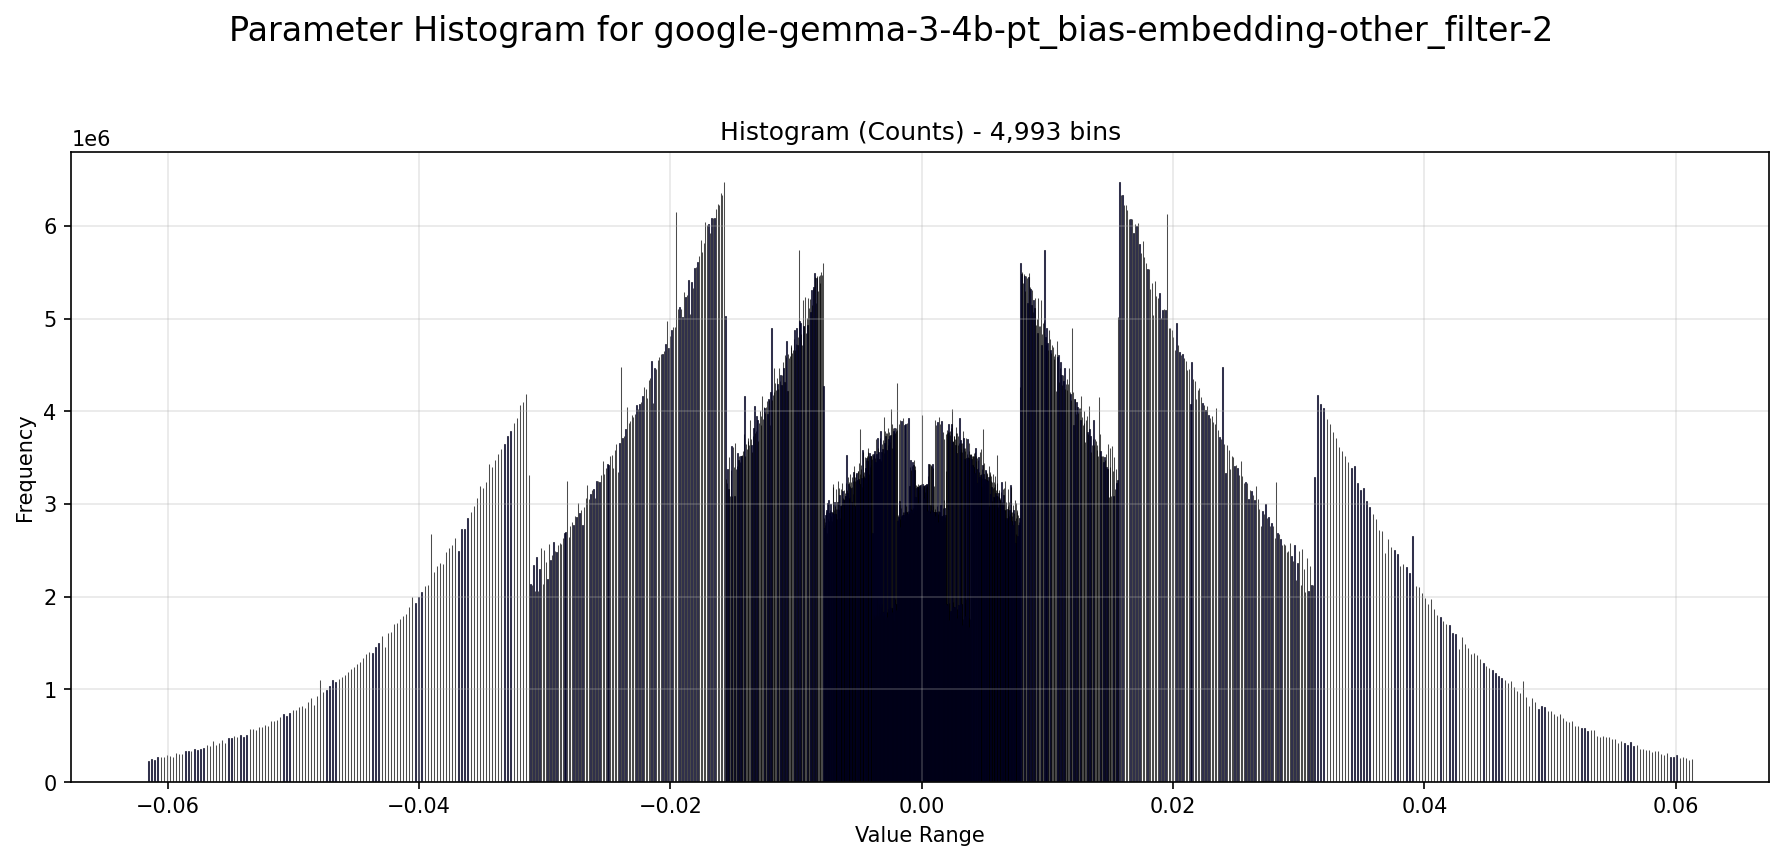 Parameter Histogram for google-gemma-3-4b-pt_bias-embedding-other_filter-2
Histogram (Counts) - 4,993 bins
1e6
6
5
4
3
2
1
0
Frequency
−0.06
−0.04
−0.02
0.00
0.02
0.04
0.06
Value Range